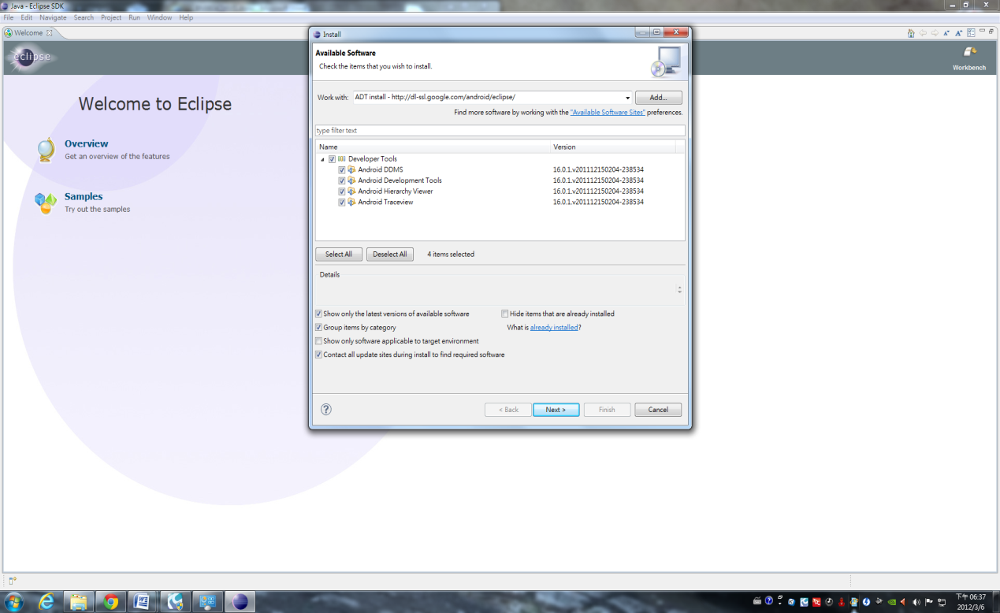 Java - Eclipse SDK
File Edit Navigate Search Project Run Window Help
Welcome
eclipse
Workbench
Welcome to Eclipse
Overview
Get an overview of the features
Samples
Try out the samples
Install
Available Software
Check the items that you wish to install.
Work with: ADT install - http://dl-ssl.google.com/android/eclipse/ Add...
Find more software by working with the "Available Software Sites" preferences.
type filter text
Name Version
Developer Tools
Android DDMS 16.0.1.v201112150204-238534
Android Development Tools 16.0.1.v201112150204-238534
Android Hierarchy Viewer 16.0.1.v201112150204-238534
Android Traceview 16.0.1.v201112150204-238534
Select All Deselect All 4 items selected
Details
Show only the latest versions of available software Hide items that are already installed
Group items by category What is already installed?
Show only software applicable to target environment
Contact all update sites during install to find required software
< Back Next > Finish Cancel
下午 06:37
2012/3/6